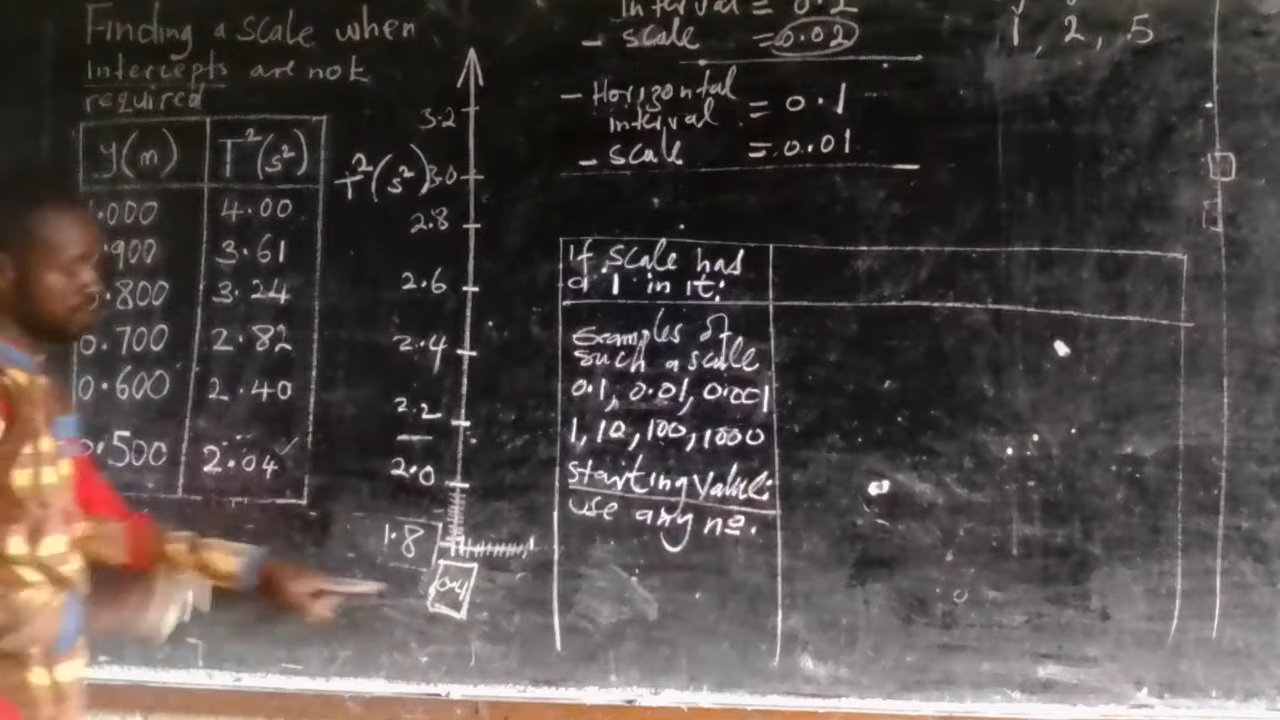 Finding a scale when
intercepts are not
required
y(m) T²(s²)
.000 4.00
.900 3.61
0.800 3.24
0.700 2.82
0.600 2.40
0.500 2.04 ✓
T²(s²)
3.2
3.0
2.8
2.6
2.4
2.2
2.0
1.8
0.4
interval = 0.2
- scale = 0.02
- Horizontal
interval = 0.1
- scale = 0.01
1, 2, 5
If scale has
a 1 in it:
Examples of
such a scale
0.1, 0.01, 0.001
1, 10, 100, 1000
starting value:
use any no.